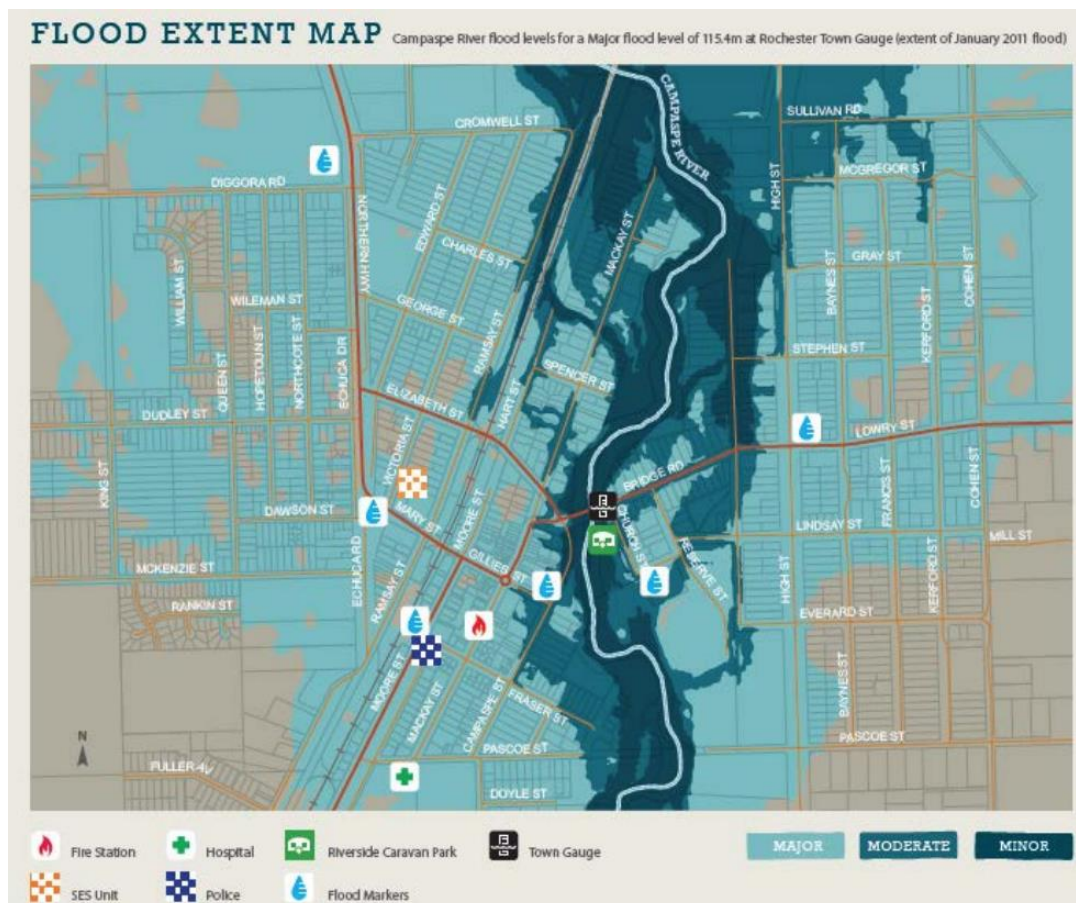 FLOOD EXTENT MAP Campaspe River flood levels for a Major flood level of 115.4m at Rochester Town Gauge (extent of January 2011 flood)
CAMPASPE RIVER
SULLIVAN RD
CROMWELL ST
MCGREGOR ST
DIGGORA RD
HIGH ST
NORTHERN HWY
EDWARD ST
MACKAY ST
CHARLES ST
GRAY ST
WILLIAM ST
BAYNES ST
COHEN ST
WILEMAN ST
GEORGE ST
KERFORD ST
RAMSAY ST
QUEEN ST
HOPETOUN ST
NORTHCOTE ST
ECHUCA DR
STEPHEN ST
SPENCER ST
ELIZABETH ST
HART ST
DUDLEY ST
LOWRY ST
VICTORIA ST
KING ST
BRIDGE RD
FRANCIS ST
COHEN ST
DAWSON ST
MARY ST
MOORIE ST
CHURCH ST
LINDSAY ST
MILL ST
RESERVE ST
GILLIES ST
MCKENZIE ST
ECHUCARD
RAMSAY ST
HIGH ST
KERFORD ST
RANKIN ST
EVERARD ST
MOORE ST
MACKAY ST
CAMPASPE ST
FRASER ST
BAYNES ST
N
PASCOE ST
PASCOE ST
FULLER AV
DOYLE ST
Fire Station
Hospital
Riverside Caravan Park
Town Gauge
MAJOR
MODERATE
MINOR
SES Unit
Police
Flood Markers